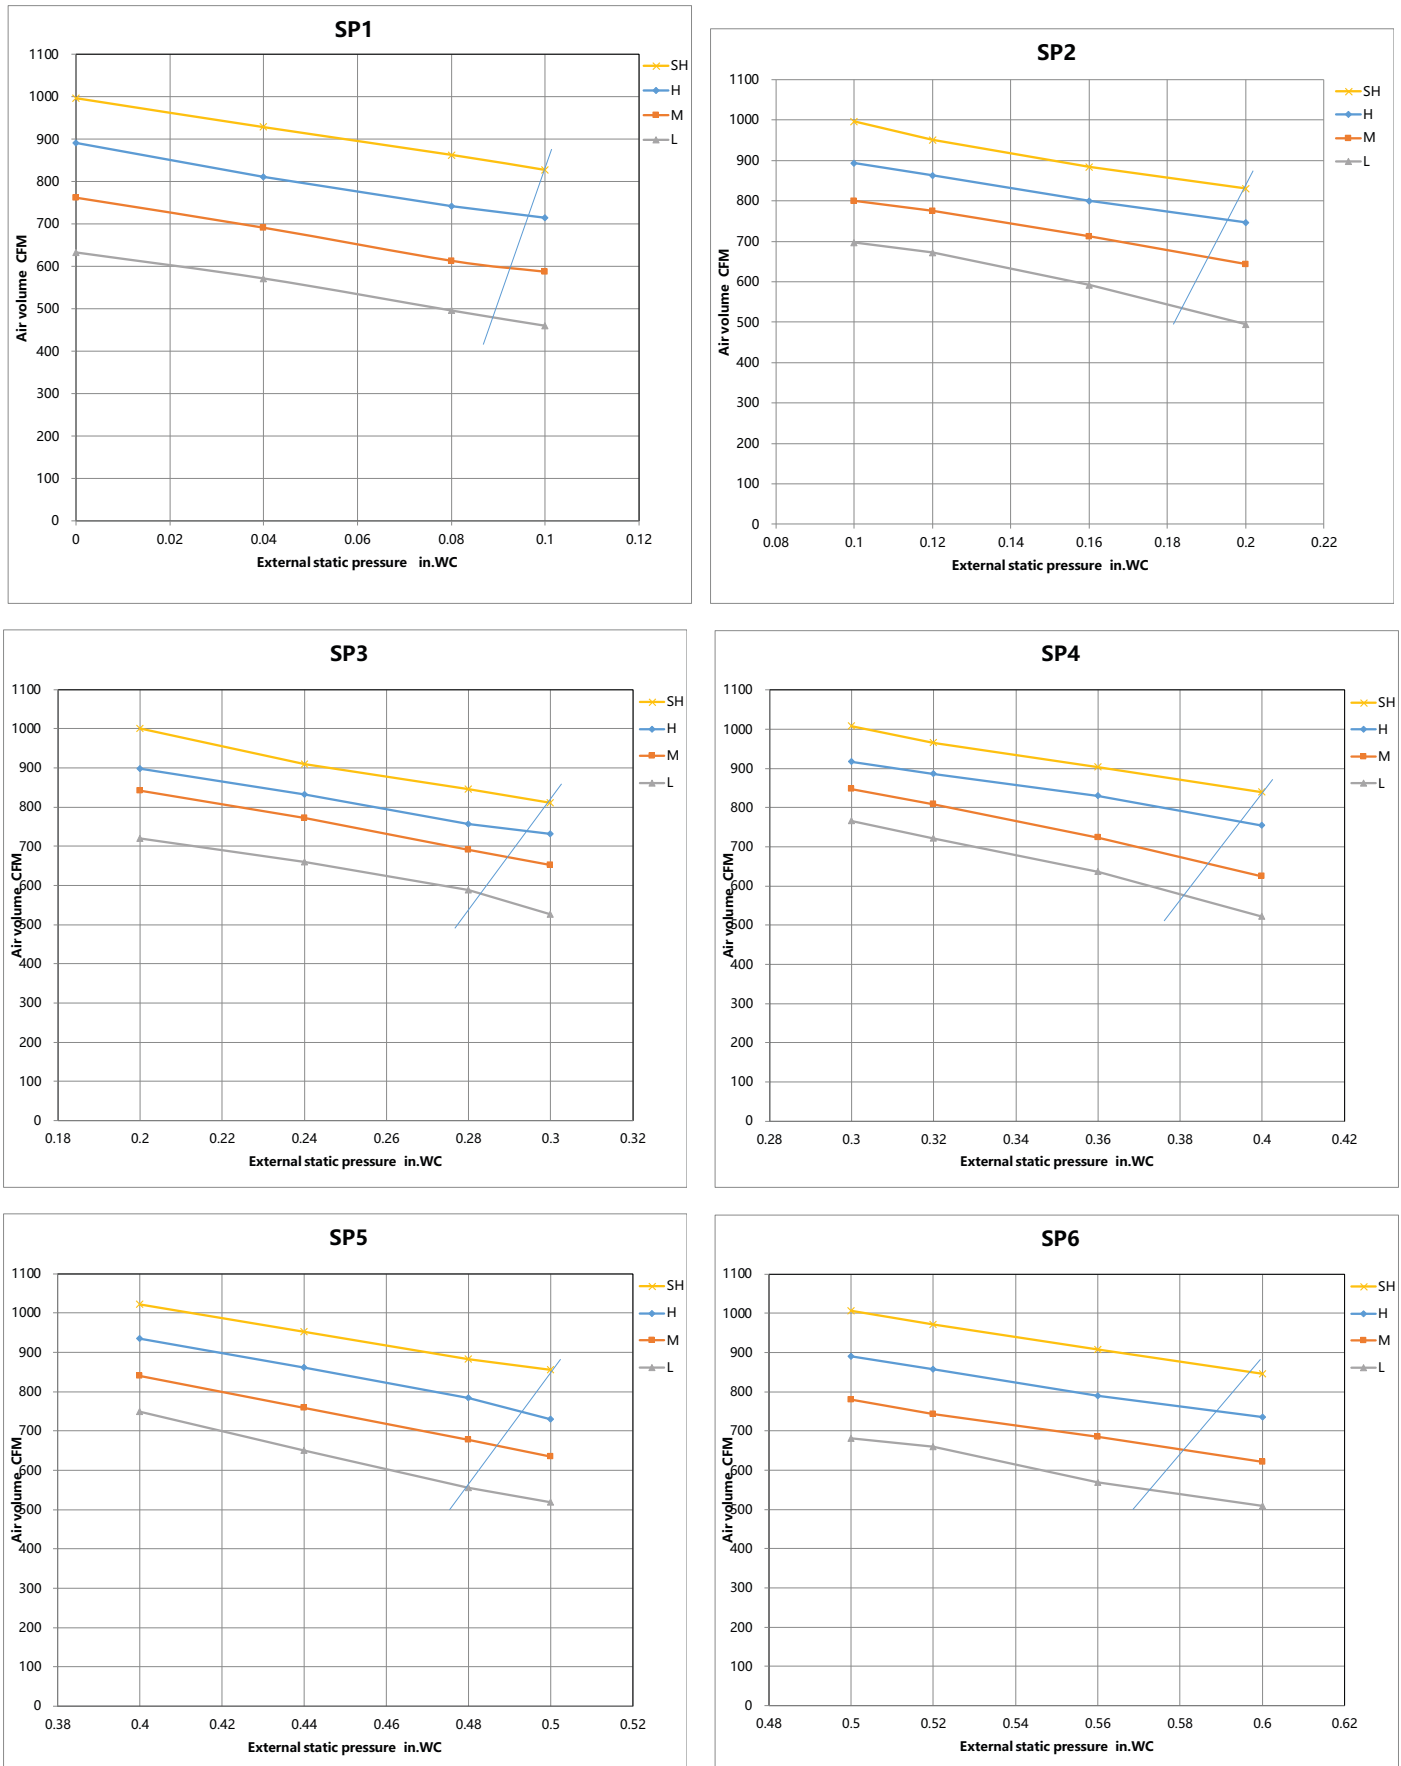 SP1
1100
1000
900
800
700
600
500
400
300
200
100
0
Air volume CFM
0 0.02 0.04 0.06 0.08 0.1 0.12
External static pressure in.WC
SH
H
M
L
SP2
1100
1000
900
800
700
600
500
400
300
200
100
0
Air volume CFM
0.08 0.1 0.12 0.14 0.16 0.18 0.2 0.22
External static pressure in.WC
SH
H
M
L
SP3
1100
1000
900
800
700
600
500
400
300
200
100
0
Air volume CFM
0.18 0.2 0.22 0.24 0.26 0.28 0.3 0.32
External static pressure in.WC
SH
H
M
L
SP4
1100
1000
900
800
700
600
500
400
300
200
100
0
Air volume CFM
0.28 0.3 0.32 0.34 0.36 0.38 0.4 0.42
External static pressure in.WC
SH
H
M
L
SP5
1100
1000
900
800
700
600
500
400
300
200
100
0
Air volume CFM
0.38 0.4 0.42 0.44 0.46 0.48 0.5 0.52
External static pressure in.WC
SH
H
M
L
SP6
1100
1000
900
800
700
600
500
400
300
200
100
0
Air volume CFM
0.48 0.5 0.52 0.54 0.56 0.58 0.6 0.62
External static pressure in.WC
SH
H
M
L